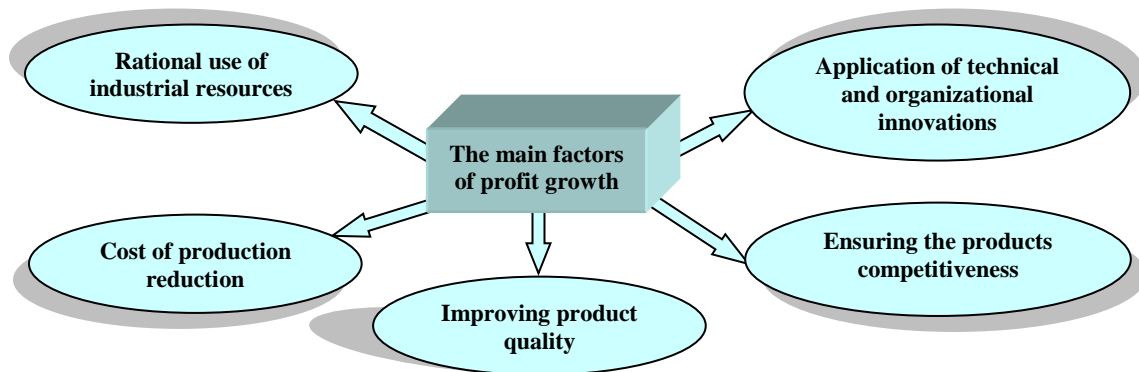 Rational use of
industrial resources
Application of technical
and organizational
innovations
The main factors
of profit growth
Cost of production
reduction
Improving product
quality
Ensuring the products
competitiveness